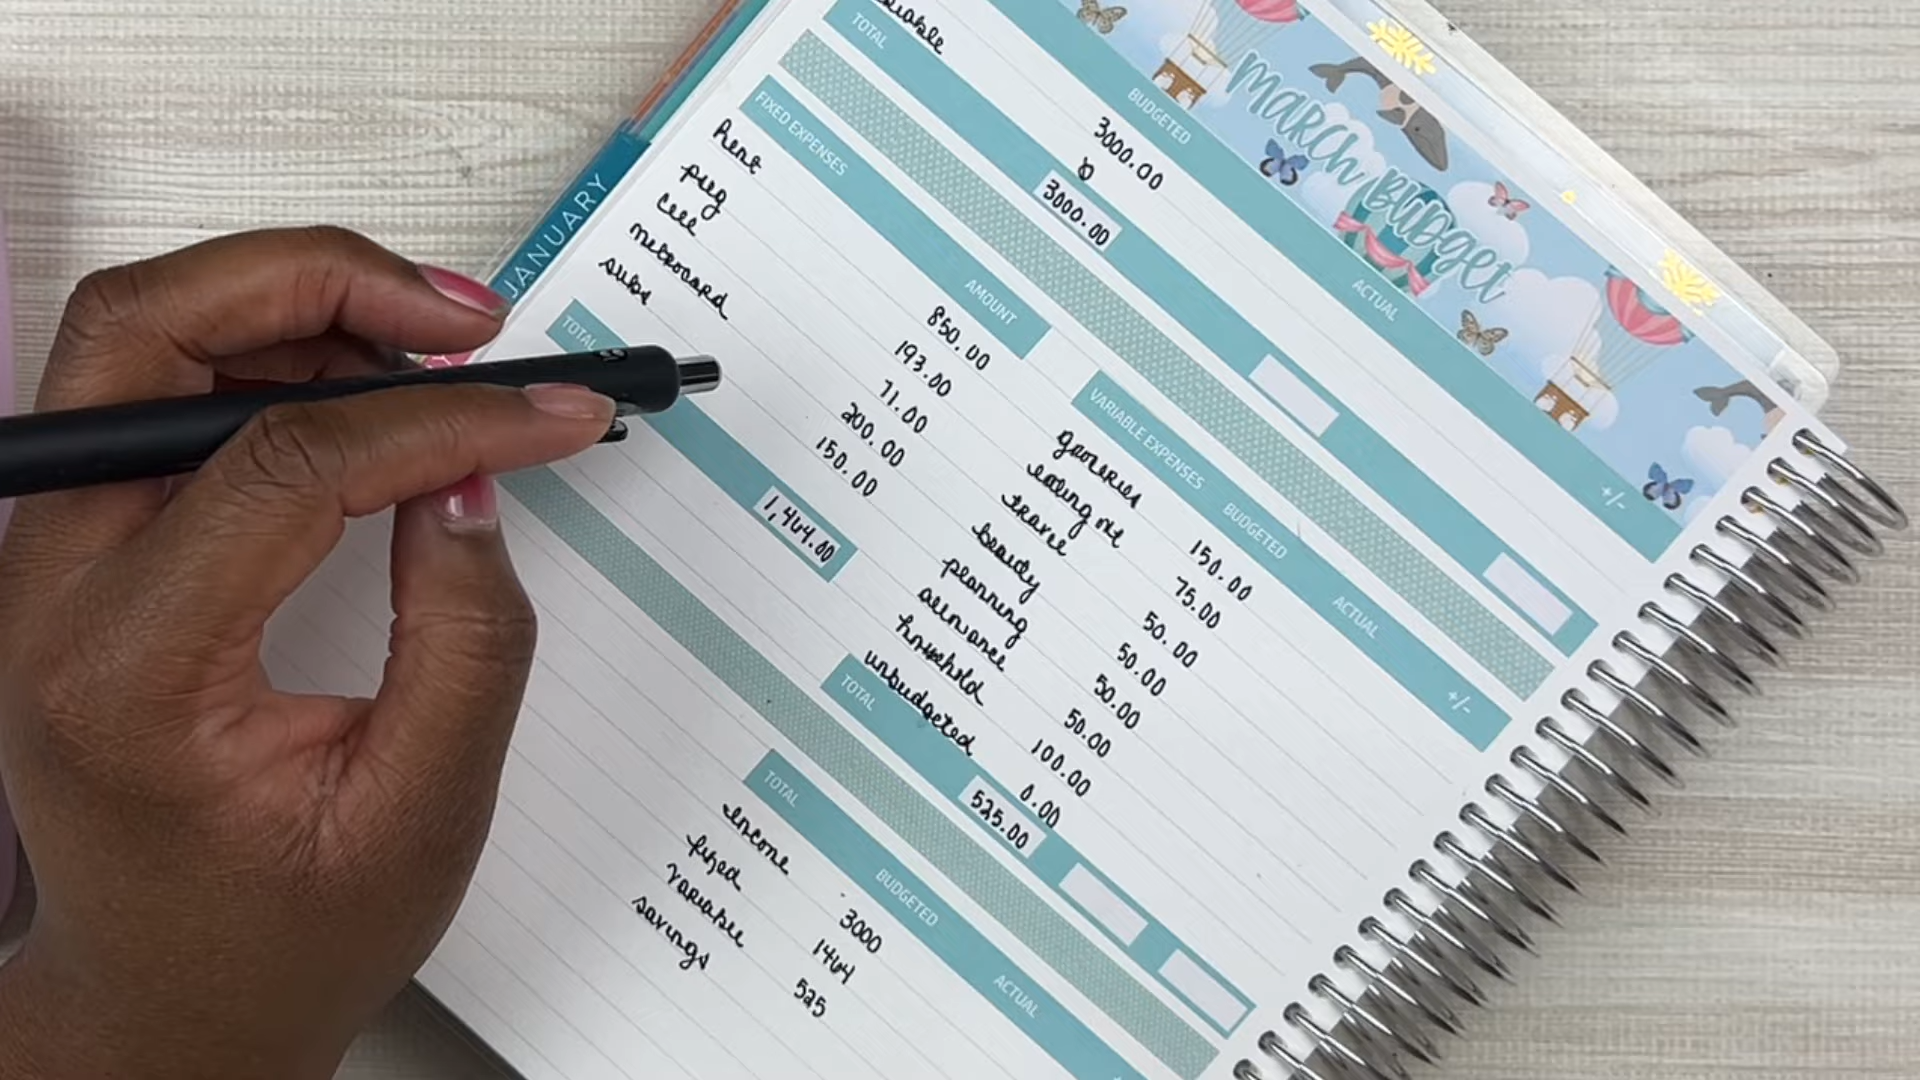 MARCH BUDGET
BUDGETED ACTUAL +/-
3000.00
TOTAL 3000.00
FIXED EXPENSES AMOUNT
Rent 850.00
pseg 193.00
cell 71.00
metrocard 200.00
subs 150.00
TOTAL 1,464.00
VARIABLE EXPENSES BUDGETED ACTUAL +/-
groceries 150.00
eating out 75.00
travel 50.00
beauty 50.00
planning 50.00
allowance 50.00
household 100.00
unbudgeted 0.00
TOTAL 525.00
TOTAL BUDGETED ACTUAL
income 3000
fixed 1464
variable 525
savings
JANUARY